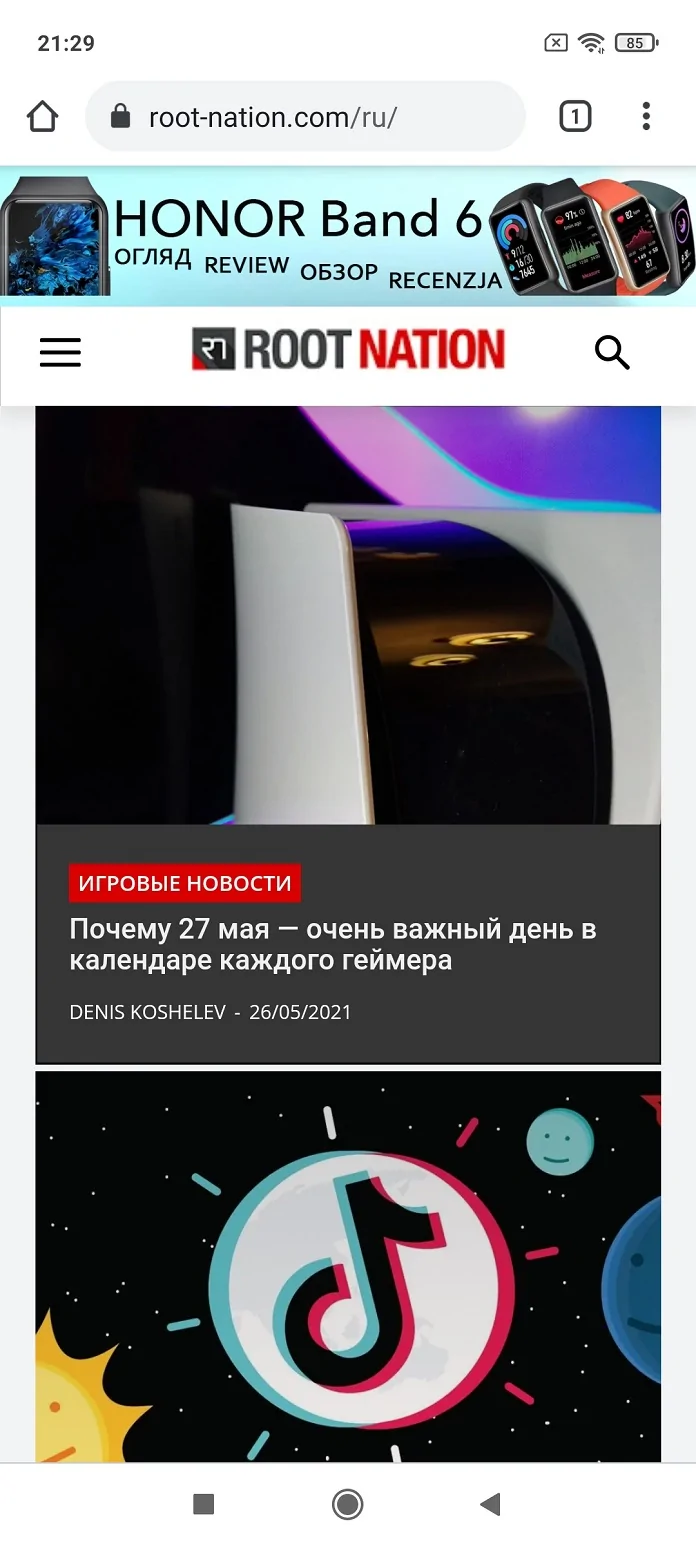 21:29
85
root-nation.com/ru/
1
HONOR Band 6
ОГЛЯД REVIEW ОБЗОР RECENZJA
ROOT NATION
ИГРОВЫЕ НОВОСТИ
Почему 27 мая — очень важный день в
календаре каждого геймера
DENIS KOSHELEV - 26/05/2021